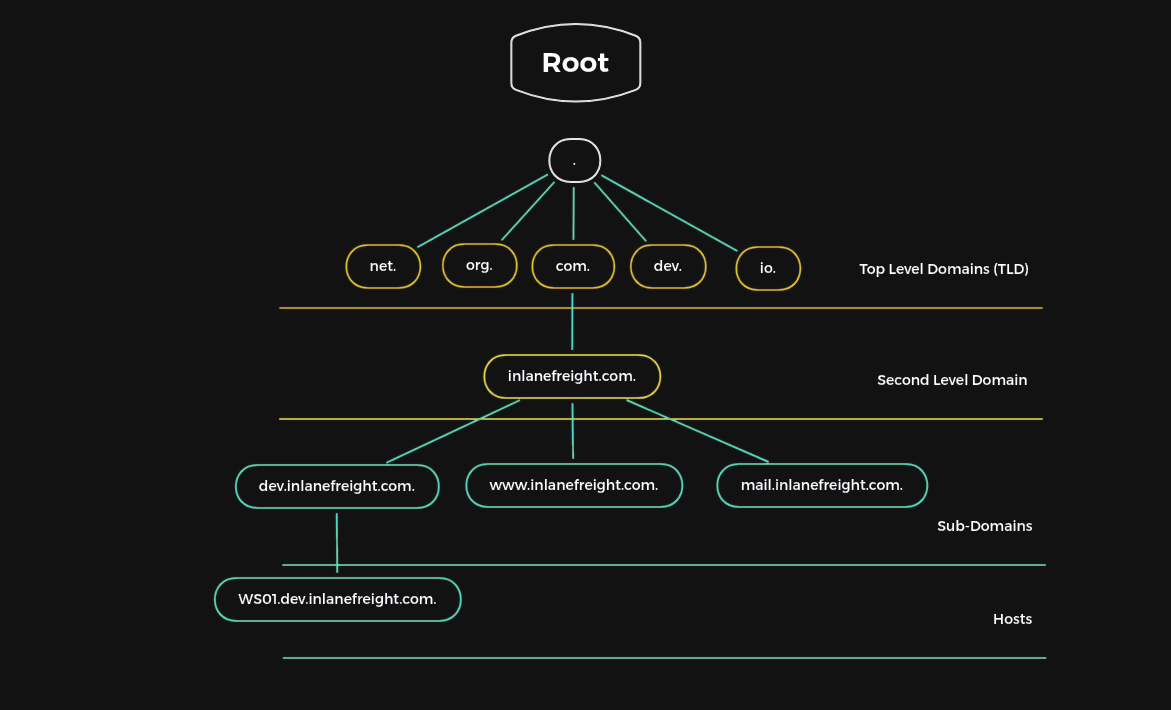 Root
.
net.
org.
com.
dev.
io.
Top Level Domains (TLD)
inlanefreight.com.
Second Level Domain
dev.inlanefreight.com.
www.inlanefreight.com.
mail.inlanefreight.com.
Sub-Domains
WS01.dev.inlanefreight.com.
Hosts